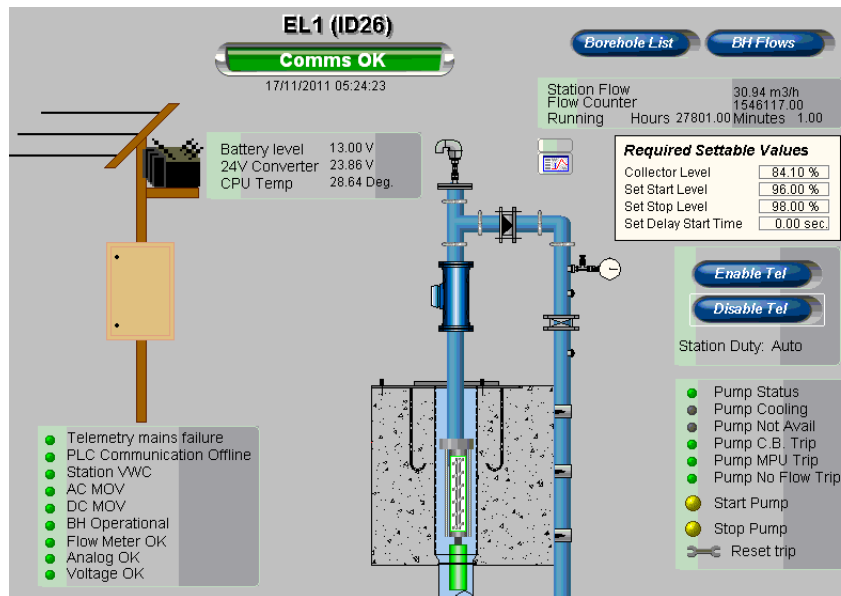 EL1 (ID26)
Comms OK
17/11/2011 05:24:23
Borehole List
BH Flows
Station Flow 30.94 m3/h
Flow Counter 1546117.00
Running Hours 27801.00 Minutes 1.00
Battery level 13.00 V
24V Converter 23.86 V
CPU Temp 28.64 Deg.
Required Settable Values
Collector Level 84.10 %
Set Start Level 96.00 %
Set Stop Level 98.00 %
Set Delay Start Time 0.00 sec.
Enable Tel
Disable Tel
Station Duty: Auto
Pump Status
Pump Cooling
Pump Not Avail
Pump C.B. Trip
Pump MPU Trip
Pump No Flow Trip
Start Pump
Stop Pump
Reset trip
Telemetry mains failure
PLC Communication Offline
Station VWC
AC MOV
DC MOV
BH Operational
Flow Meter OK
Analog OK
Voltage OK